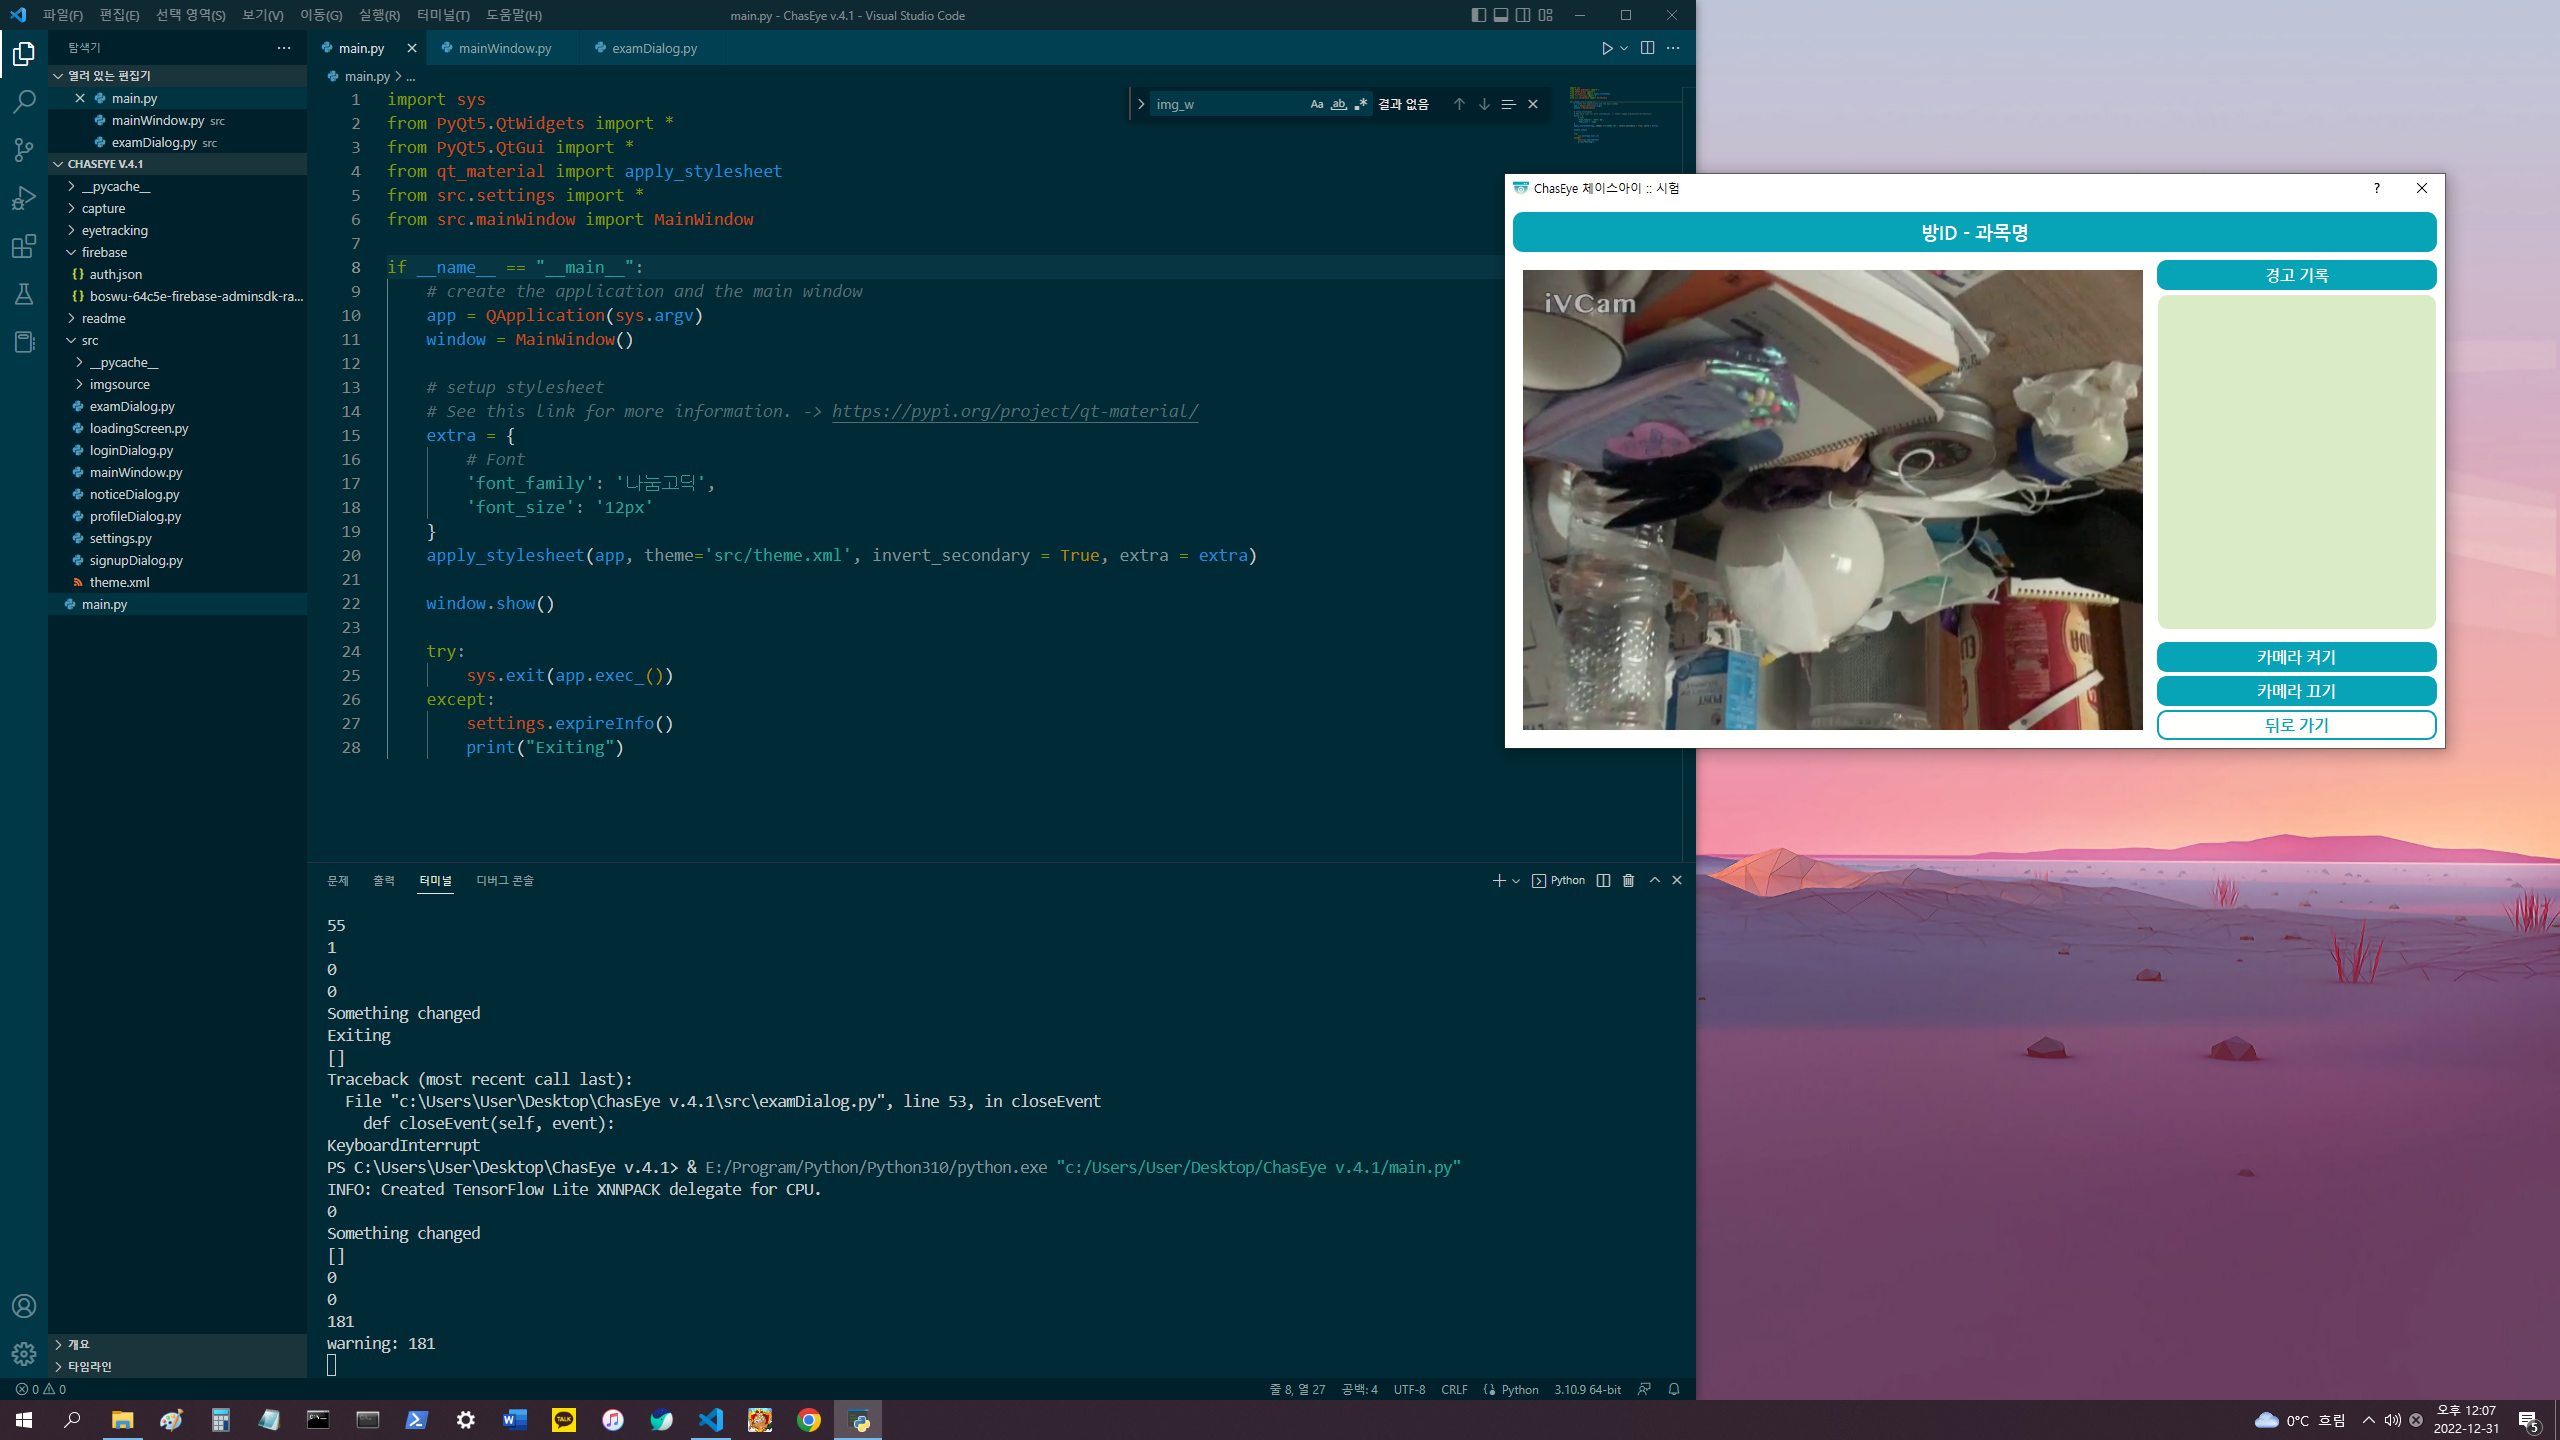 파일(F) 편집(E) 선택 영역(S) 보기(V) 이동(G) 실행(R) 터미널(T) 도움말(H)
main.py - ChasEye v.4.1 - Visual Studio Code
탐색기
열려 있는 편집기
main.py
mainWindow.py src
examDialog.py src
CHASEYE V.4.1
__pycache__
capture
eyetracking
firebase
auth.json
boswu-64c5e-firebase-adminsdk-ra...
readme
src
__pycache__
imgsource
examDialog.py
loadingScreen.py
loginDialog.py
mainWindow.py
noticeDialog.py
profileDialog.py
settings.py
signupDialog.py
theme.xml
main.py
개요
타임라인
main.py mainWindow.py examDialog.py
main.py > ...
img_w Aa ab 결과 없음
1 import sys
2 from PyQt5.QtWidgets import *
3 from PyQt5.QtGui import *
4 from qt_material import apply_stylesheet
5 from src.settings import *
6 from src.mainWindow import MainWindow
7
8 if __name__ == "__main__":
9 # create the application and the main window
10 app = QApplication(sys.argv)
11 window = MainWindow()
12
13 # setup stylesheet
14 # See this link for more information. -> https://pypi.org/project/qt-material/
15 extra = {
16 # Font
17 'font_family': '나눔고딕',
18 'font_size': '12px'
19 }
20 apply_stylesheet(app, theme='src/theme.xml', invert_secondary = True, extra = extra)
21
22 window.show()
23
24 try:
25 sys.exit(app.exec_())
26 except:
27 settings.expireInfo()
28 print("Exiting")
문제 출력 터미널 디버그 콘솔
Python
55
1
0
0
Something changed
Exiting
[]
Traceback (most recent call last):
File "c:\Users\User\Desktop\ChasEye v.4.1\src\examDialog.py", line 53, in closeEvent
def closeEvent(self, event):
KeyboardInterrupt
PS C:\Users\User\Desktop\ChasEye v.4.1> & E:/Program/Python/Python310/python.exe "c:/Users/User/Desktop/ChasEye v.4.1/main.py"
INFO: Created TensorFlow Lite XNNPACK delegate for CPU.
0
Something changed
[]
0
0
181
warning: 181
0 0
줄 8, 열 27 공백: 4 UTF-8 CRLF Python 3.10.9 64-bit
ChasEye 체이스아이 :: 시험
방ID - 과목명
iVCam
POST
경고 기록
카메라 켜기
카메라 끄기
뒤로 가기
TALK
0°C 흐림
오후 12:07
2022-12-31
5